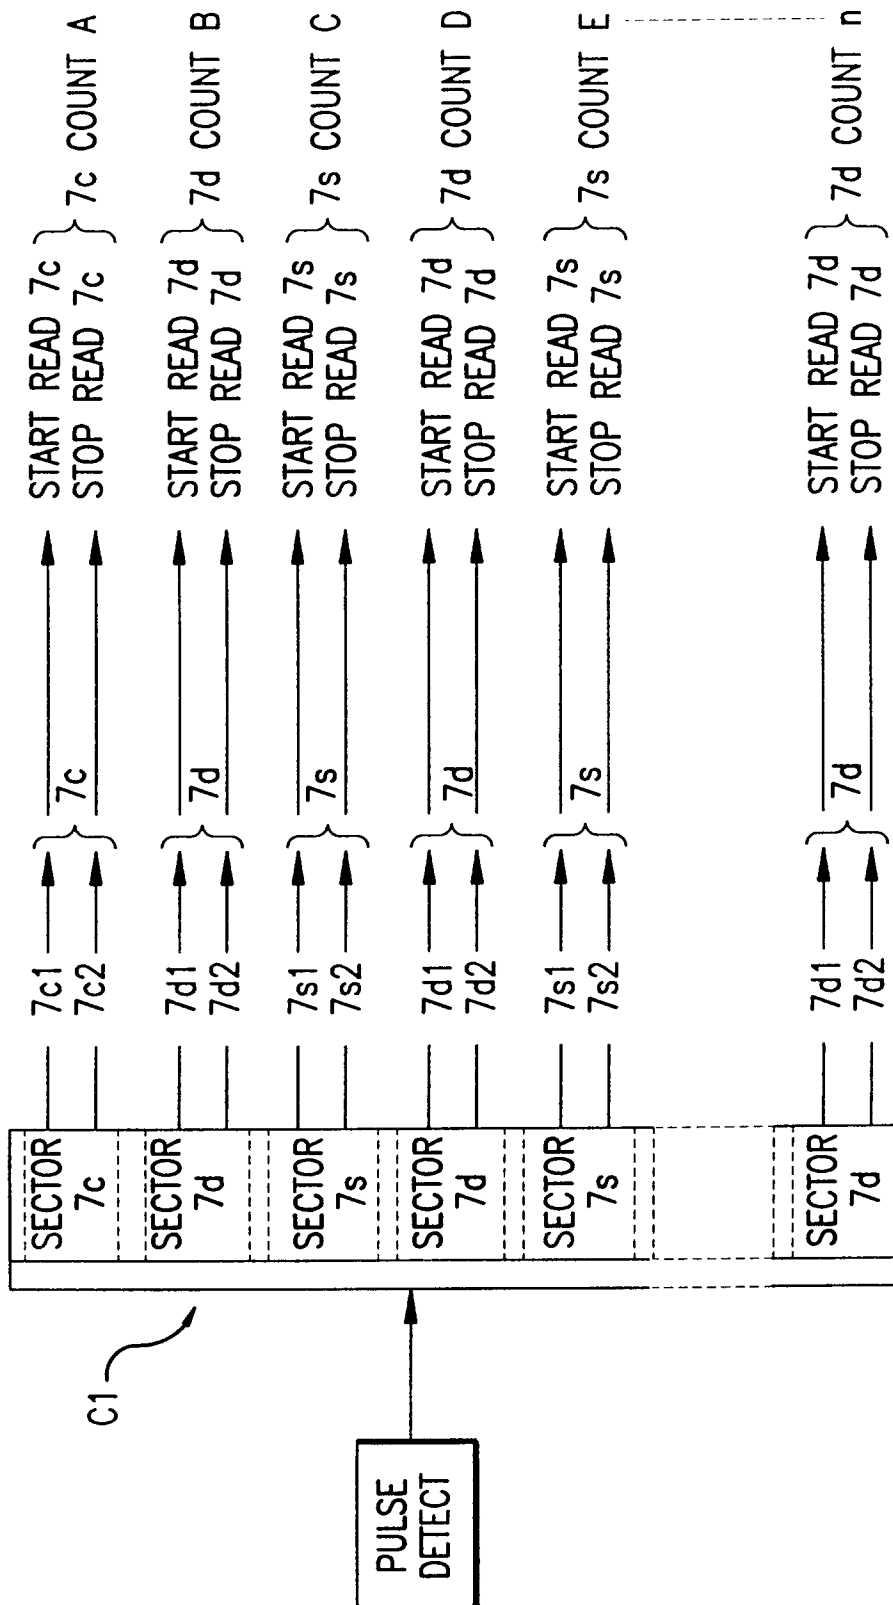 C1
PULSE
DETECT
SECTOR
7c
7c1
7c2
7c
START READ 7c
STOP READ 7c
7c COUNT A
SECTOR
7d
7d1
7d2
7d
START READ 7d
STOP READ 7d
7d COUNT B
SECTOR
7s
7s1
7s2
7s
START READ 7s
STOP READ 7s
7s COUNT C
SECTOR
7d
7d1
7d2
7d
START READ 7d
STOP READ 7d
7d COUNT D
SECTOR
7s
7s1
7s2
7s
START READ 7s
STOP READ 7s
7s COUNT E
SECTOR
7d
7d1
7d2
7d
START READ 7d
STOP READ 7d
7d COUNT n